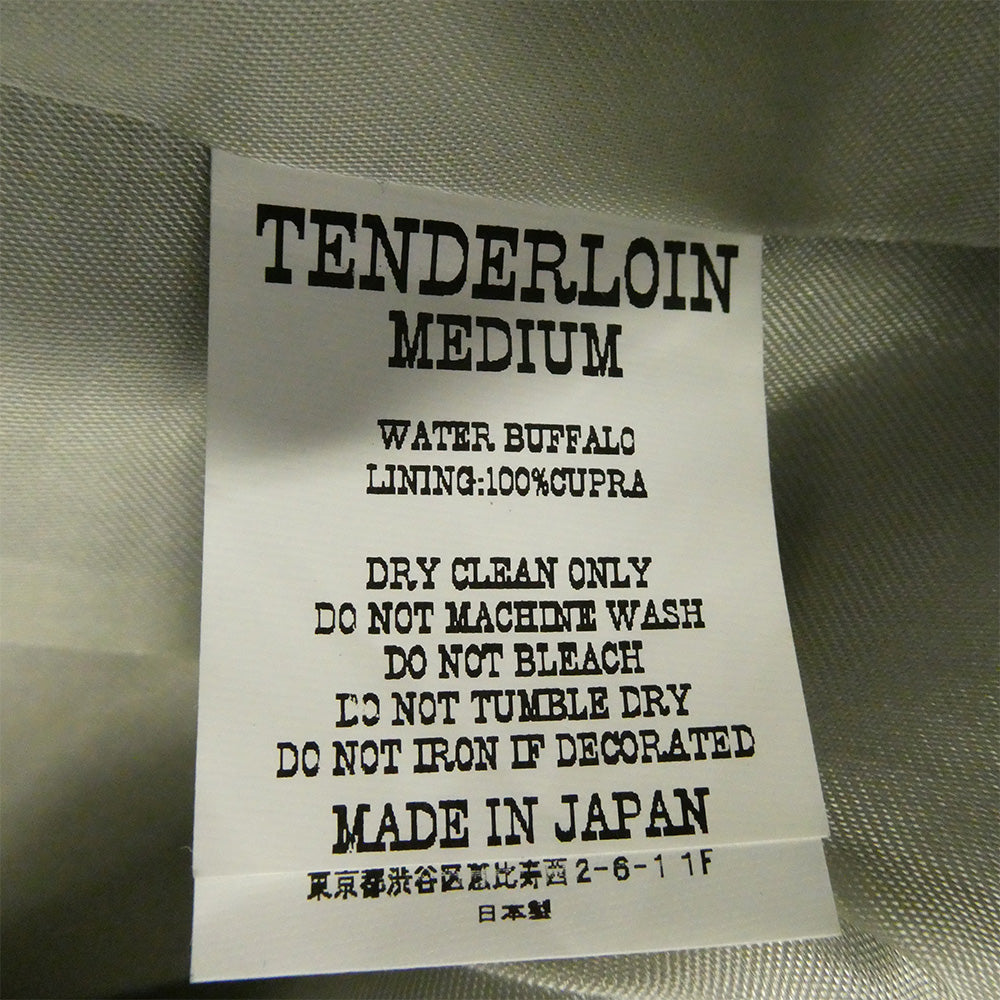 TENDERLOIN
MEDIUM
WATER BUFFALO
LINING:100%CUPRA
DRY CLEAN ONLY
DO NOT MACHINE WASH
DO NOT BLEACH
DO NOT TUMBLE DRY
DO NOT IRON IF DECORATED
MADE IN JAPAN
東京都渋谷区恵比寿西2-6-1 1F
日本製